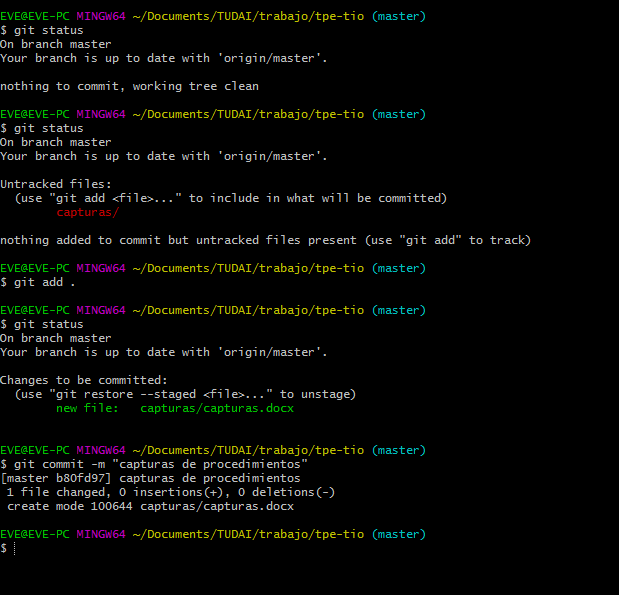 EVE@EVE-PC MINGW64 ~/Documents/TUDAI/trabajo/tpe-tio (master)
$ git status
On branch master
Your branch is up to date with 'origin/master'.
nothing to commit, working tree clean
EVE@EVE-PC MINGW64 ~/Documents/TUDAI/trabajo/tpe-tio (master)
$ git status
On branch master
Your branch is up to date with 'origin/master'.
Untracked files:
(use "git add <file>..." to include in what will be committed)
capturas/
nothing added to commit but untracked files present (use "git add" to track)
EVE@EVE-PC MINGW64 ~/Documents/TUDAI/trabajo/tpe-tio (master)
$ git add .
EVE@EVE-PC MINGW64 ~/Documents/TUDAI/trabajo/tpe-tio (master)
$ git status
On branch master
Your branch is up to date with 'origin/master'.
Changes to be committed:
(use "git restore --staged <file>..." to unstage)
new file:   capturas/capturas.docx
EVE@EVE-PC MINGW64 ~/Documents/TUDAI/trabajo/tpe-tio (master)
$ git commit -m "capturas de procedimientos"
[master b80fd97] capturas de procedimientos
1 file changed, 0 insertions(+), 0 deletions(-)
create mode 100644 capturas/capturas.docx
EVE@EVE-PC MINGW64 ~/Documents/TUDAI/trabajo/tpe-tio (master)
$